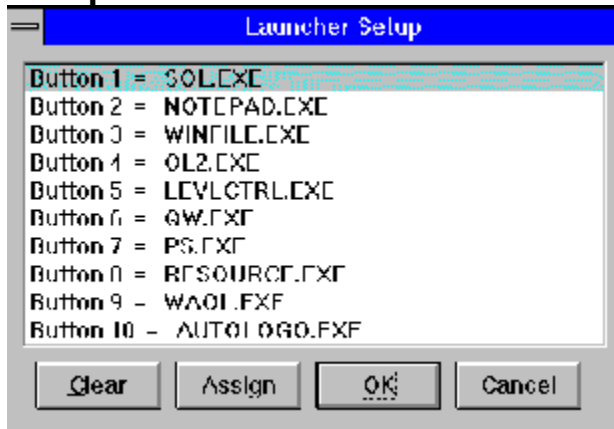 Launcher Setup
Button 1 = SOL.EXE
Button 2 = NOTEPAD.EXE
Button 3 = WINFILE.EXE
Button 4 = OL2.EXE
Button 5 = LEVLCTRL.EXE
Button 6 = QW.EXE
Button 7 = PS.EXE
Button 8 = RESOURCE.EXE
Button 9 = WAOL.EXE
Button 10 = AUTOLOGO.EXE
Clear Assign OK Cancel